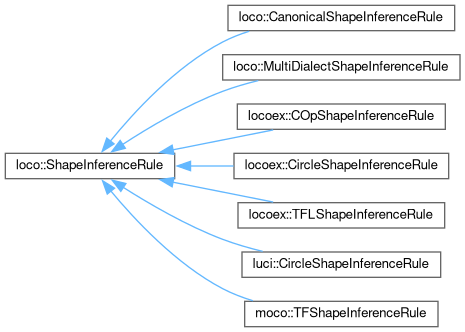 loco::CanonicalShapeInferenceRule
loco::MultiDialectShapeInferenceRule
locoex::COpShapeInferenceRule
loco::ShapeInferenceRule
locoex::CircleShapeInferenceRule
locoex::TFLShapeInferenceRule
luci::CircleShapeInferenceRule
moco::TFShapeInferenceRule